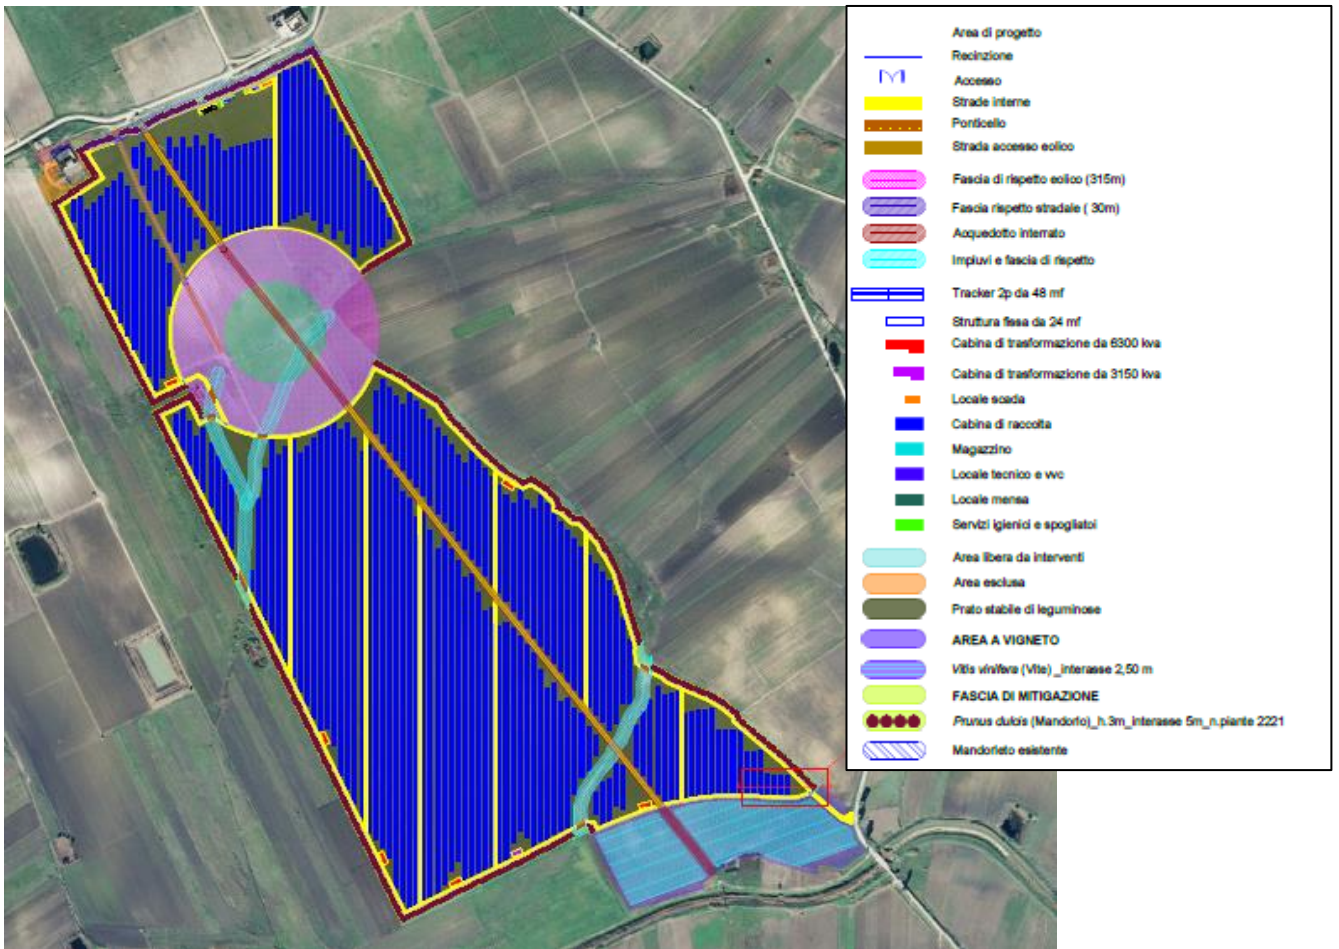 Area di progetto
Recinzione
Accesso
Strade interne
Ponticello
Strada accesso eolico
Fascia di rispetto eolico (315m)
Fascia rispetto stradale ( 30m)
Acquedotto interrato
Impluvi e fascia di rispetto
Tracker 2p da 48 mf
Struttura fissa da 24 mf
Cabina di trasformazione da 6300 kva
Cabina di trasformazione da 3150 kva
Locale scada
Cabina di raccolta
Magazzino
Locale tecnico e vvc
Locale mensa
Servizi igienici e spogliatoi
Area libera da interventi
Area esclusa
Prato stabile di leguminose
AREA A VIGNETO
Vitis vinifera (Vite) _interasse 2,50 m
FASCIA DI MITIGAZIONE
Prunus dulcis (Mandorlo)_h.3m_interasse 5m_n.piante 2221
Mandorleto esistente